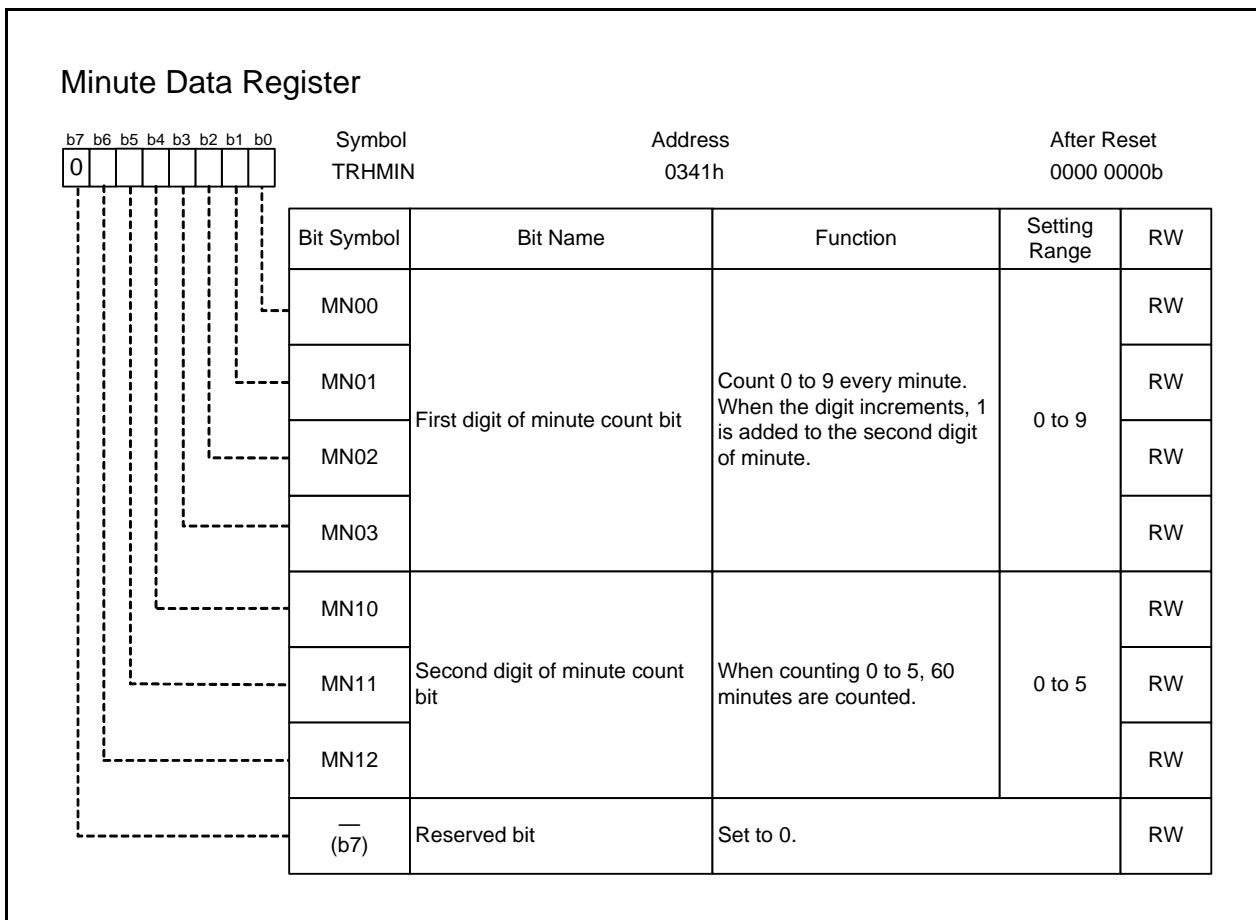 Minute Data Register
b7 b6 b5 b4 b3 b2 b1 b0
0
Symbol Address After Reset
TRHMIN 0341h 0000 0000b
Bit Symbol Bit Name Function Setting Range RW
MN00 RW
MN01 RW
First digit of minute count bit
Count 0 to 9 every minute.
When the digit increments, 1
is added to the second digit
of minute.
0 to 9
MN02 RW
MN03 RW
MN10 RW
MN11 RW
Second digit of minute count
bit
When counting 0 to 5, 60
minutes are counted.
0 to 5
MN12 RW
—
(b7) Reserved bit Set to 0. RW